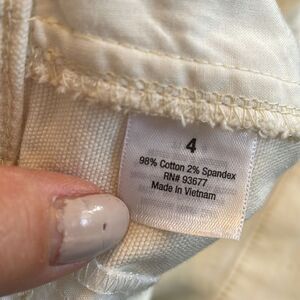 4
98% Cotton 2% Spandex
RN# 93677
Made in Vietnam